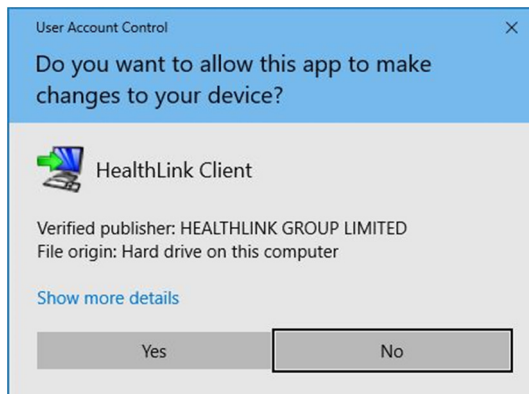 User Account Control
Do you want to allow this app to make
changes to your device?
HealthLink Client
Verified publisher: HEALTHLINK GROUP LIMITED
File origin: Hard drive on this computer
Show more details
Yes
No